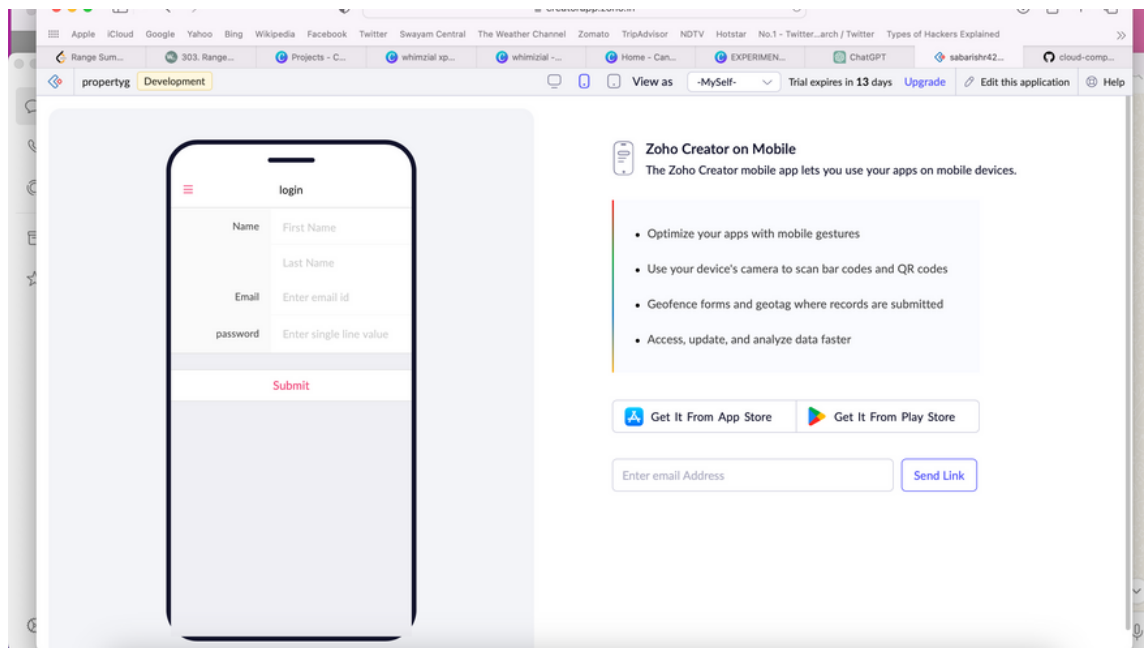 Apple iCloud Google Yahoo Bing Wikipedia Facebook Twitter Swayam Central The Weather Channel Zomato TripAdvisor NDTV Hotstar No.1 - Twitter...arch / Twitter Types of Hackers Explained
Range Sum... 303. Range... Projects - C... whimzial xp... whimizial -... Home - Can... EXPERIMEN... ChatGPT sabarishr42... cloud-comp...
propertyg Development View as -MySelf- Trial expires in 13 days Upgrade Edit this application Help
login
Name First Name
Last Name
Email Enter email id
password Enter single line value
Submit
Zoho Creator on Mobile
The Zoho Creator mobile app lets you use your apps on mobile devices.
• Optimize your apps with mobile gestures
• Use your device's camera to scan bar codes and QR codes
• Geofence forms and geotag where records are submitted
• Access, update, and analyze data faster
Get It From App Store Get It From Play Store
Enter email Address Send Link